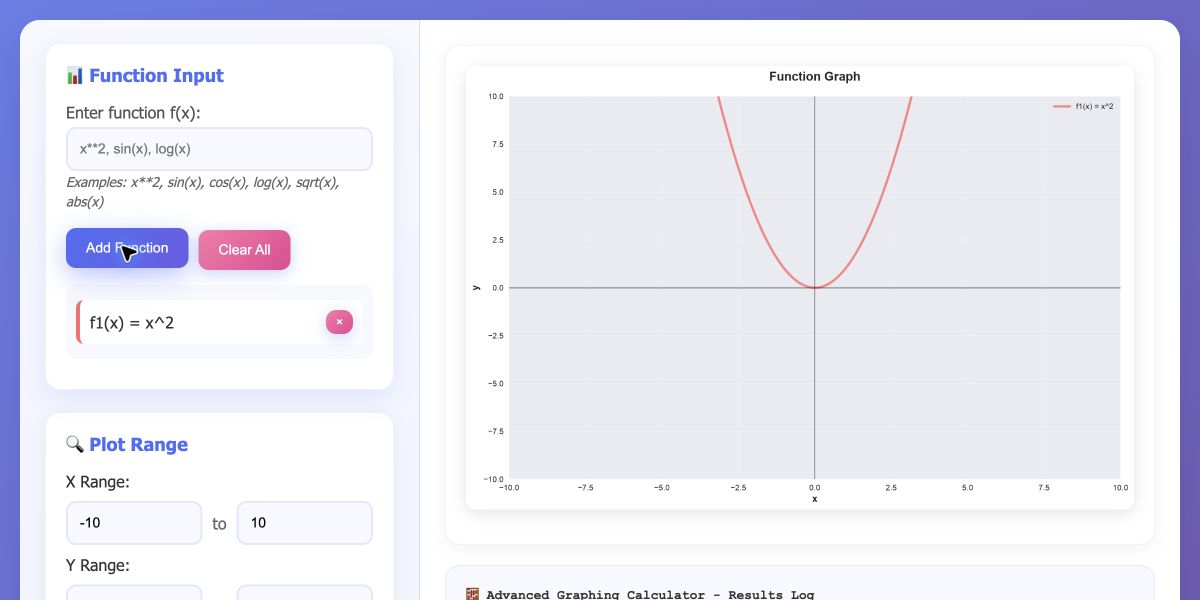 📊 Function Input
Enter function f(x):
x**2, sin(x), log(x)
Examples: x**2, sin(x), cos(x), log(x), sqrt(x),
abs(x)
Add Function
Clear All
f1(x) = x^2
×
🔍 Plot Range
X Range:
-10 to 10
Y Range:
Function Graph
f1(x) = x^2
10.0
7.5
5.0
2.5
0.0
−2.5
−5.0
−7.5
−10.0
y
−10.0 −7.5 −5.0 −2.5 0.0 2.5 5.0 7.5 10.0
x
🧮 Advanced Graphing Calculator - Results Log